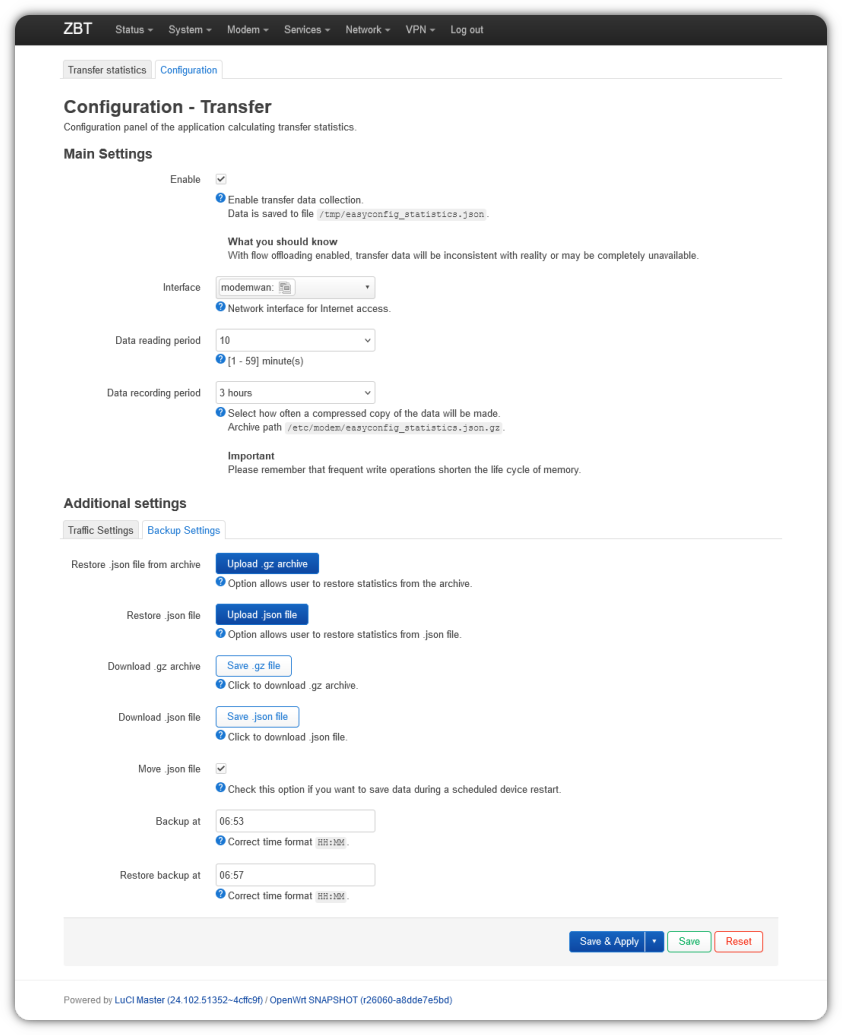 ZBT Status System Modem Services Network VPN Log out
Transfer statistics Configuration
Configuration - Transfer
Configuration panel of the application calculating transfer statistics.
Main Settings
Enable
Enable transfer data collection.
Data is saved to file /tmp/easyconfig_statistics.json.
What you should know
With flow offloading enabled, transfer data will be inconsistent with reality or may be completely unavailable.
Interface modemwan:
Network interface for Internet access.
Data reading period 10
[1 - 59] minute(s)
Data recording period 3 hours
Select how often a compressed copy of the data will be made.
Archive path /etc/modem/easyconfig_statistics.json.gz.
Important
Please remember that frequent write operations shorten the life cycle of memory.
Additional settings
Traffic Settings Backup Settings
Restore .json file from archive Upload .gz archive
Option allows user to restore statistics from the archive.
Restore .json file Upload .json file
Option allows user to restore statistics from .json file.
Download .gz archive Save .gz file
Click to download .gz archive.
Download .json file Save .json file
Click to download .json file.
Move .json file
Check this option if you want to save data during a scheduled device restart.
Backup at 06:53
Correct time format HH:MM.
Restore backup at 06:57
Correct time format HH:MM.
Save & Apply Save Reset
Powered by LuCI Master (24.102.51352~4cffc9f) / OpenWrt SNAPSHOT (r26060-a8dde7e5bd)